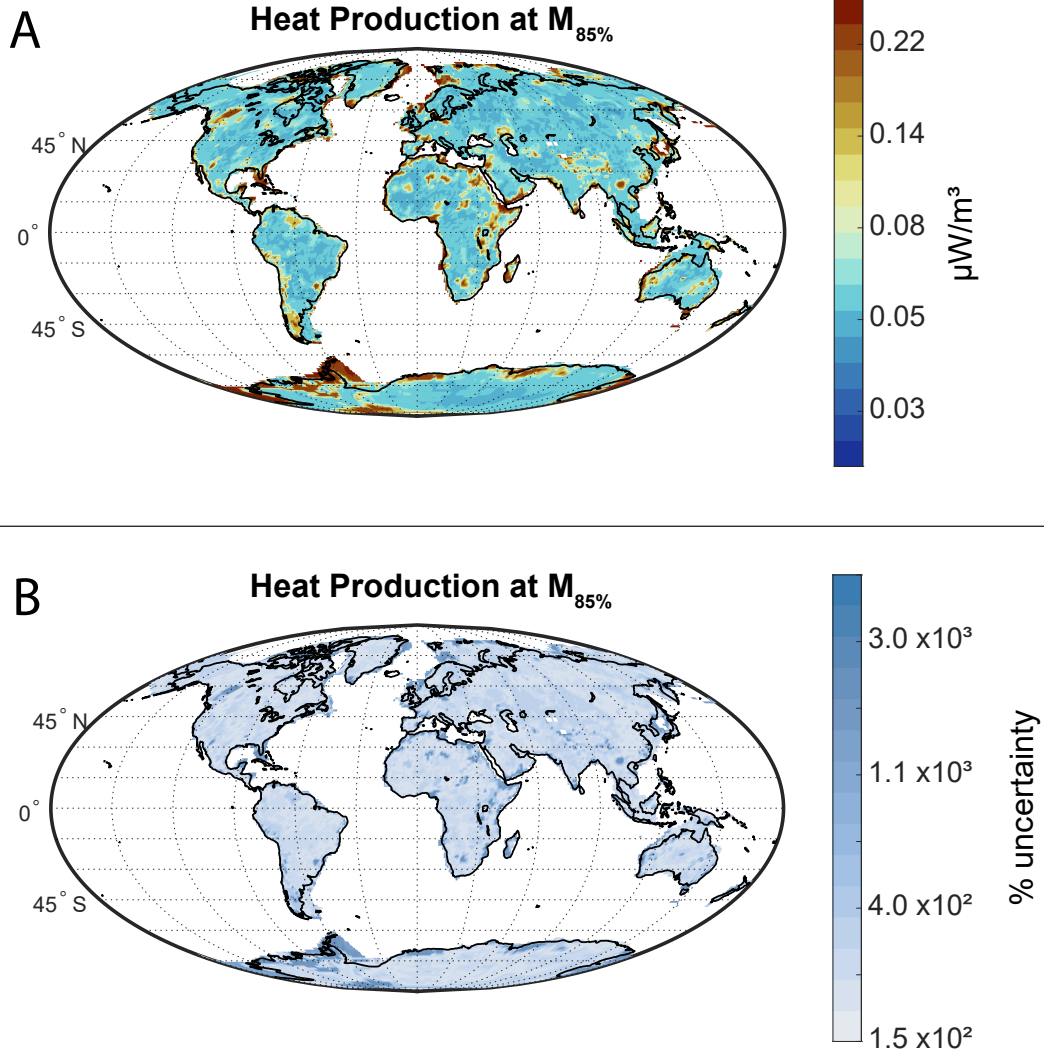 A
Heat Production at M85%
45° N
0°
45° S
0.22
0.14
0.08
0.05
0.03
µW/m³
B
Heat Production at M85%
45° N
0°
45° S
3.0 x10³
1.1 x10³
4.0 x10²
1.5 x10²
% uncertainty